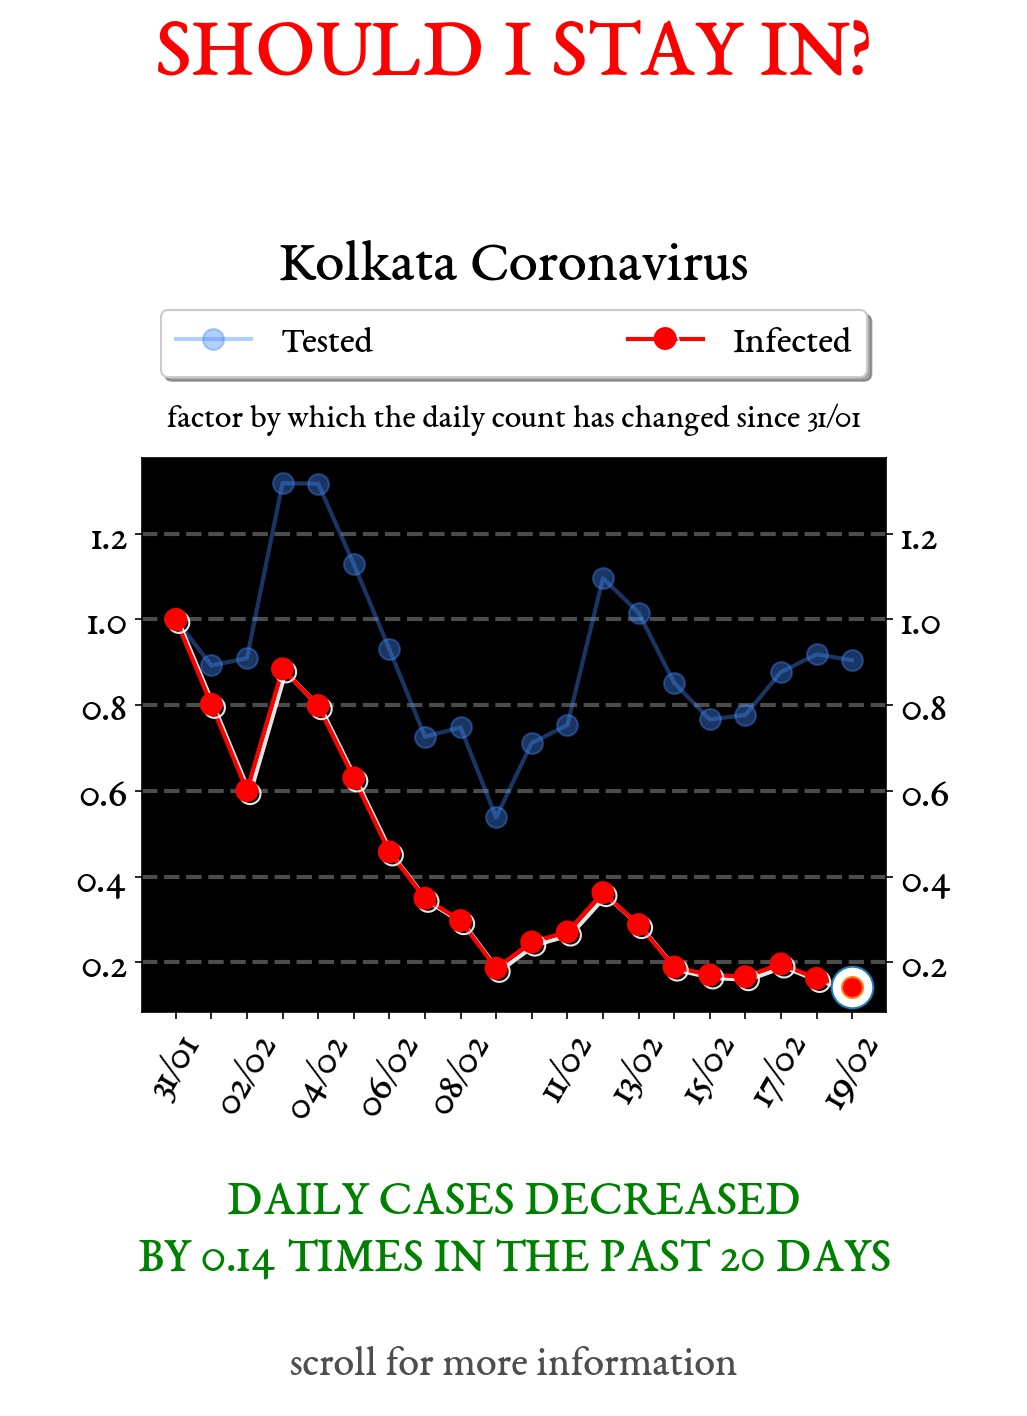 SHOULD I STAY IN?
Kolkata Coronavirus
Tested Infected
factor by which the daily count has changed since 31/01
1.2 1.2
1.0 1.0
0.8 0.8
0.6 0.6
0.4 0.4
0.2 0.2
31/01 02/02 04/02 06/02 08/02 11/02 13/02 15/02 17/02 19/02
DAILY CASES DECREASED
BY 0.14 TIMES IN THE PAST 20 DAYS
scroll for more information